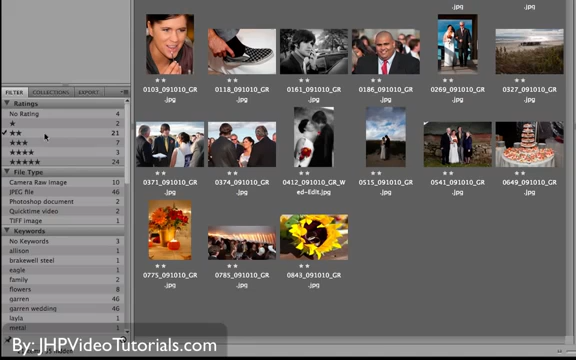 .jpg
.jpg
0103_091010_GR
.jpg
0118_091010_GR
.jpg
0161_091010_GR
.jpg
0186_091010_GR
.jpg
0269_091010_GR
.jpg
0327_091010_GR
.jpg
FILTER COLLECTIONS EXPORT
Ratings
No Rating 4
★ 2
★★ 21
★★★ 7
★★★★ 3
★★★★★ 24
File Type
Camera Raw image 10
JPEG file 46
Photoshop document 2
Quicktime video 2
TIFF image 1
Keywords
No Keywords 3
allison 1
brakewell steel 1
eagle 1
family 2
flowers 8
garren 46
garren wedding 46
layla 1
metal 1
0371_091010_GR
.jpg
0374_091010_GR
.jpg
0412_091010_GR_W
ed-Edit.jpg
0515_091010_GR
.jpg
0541_091010_GR
.jpg
0649_091010_GR
.jpg
0775_091010_GR
.jpg
0785_091010_GR
.jpg
0843_091010_GR
.jpg
By: JHPVideoTutorials.com